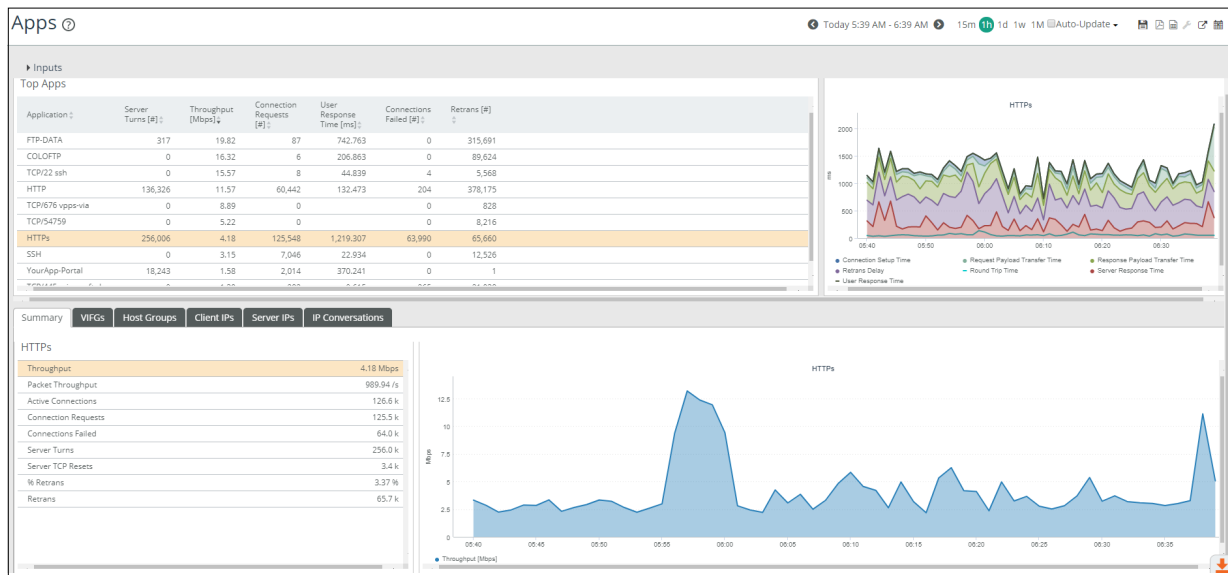 Apps
Today 5:39 AM - 6:39 AM 15m 1h 1d 1w 1M Auto-Update
Inputs
Top Apps
Application Server Turns [#] Throughput [Mbps] Connection Requests [#] User Response Time [ms] Connections Failed [#] Retrans [#]
FTP-DATA 317 19.82 87 742.763 0 315,691
COLOFTP 0 16.32 6 206.863 0 89,624
TCP/22 ssh 0 15.57 8 44.839 4 5,568
HTTP 136,326 11.57 60,442 132.473 204 378,175
TCP/676 vpps-via 0 8.89 0 0 0 828
TCP/54759 0 5.22 0 0 0 8,216
HTTPs 256,006 4.18 125,548 1,219.307 63,990 65,660
SSH 0 3.15 7,046 22.934 0 12,526
YourApp-Portal 18,243 1.58 2,014 370.241 0 1
HTTPs
2000
1500
1000
500
0
ms
05:40 05:50 06:00 06:10 06:20 06:30
Connection Setup Time Request Payload Transfer Time Response Payload Transfer Time
Retrans Delay Round Trip Time Server Response Time
User Response Time
Summary VIFGs Host Groups Client IPs Server IPs IP Conversations
HTTPs
Throughput 4.18 Mbps
Packet Throughput 989.94 /s
Active Connections 126.6 k
Connection Requests 125.5 k
Connections Failed 64.0 k
Server Turns 256.0 k
Server TCP Resets 3.4 k
% Retrans 3.37 %
Retrans 65.7 k
HTTPs
12.5
10
7.5
5
2.5
0
Mbps
05:40 05:45 05:50 05:55 06:00 06:05 06:10 06:15 06:20 06:25 06:30 06:35
Throughput [Mbps]